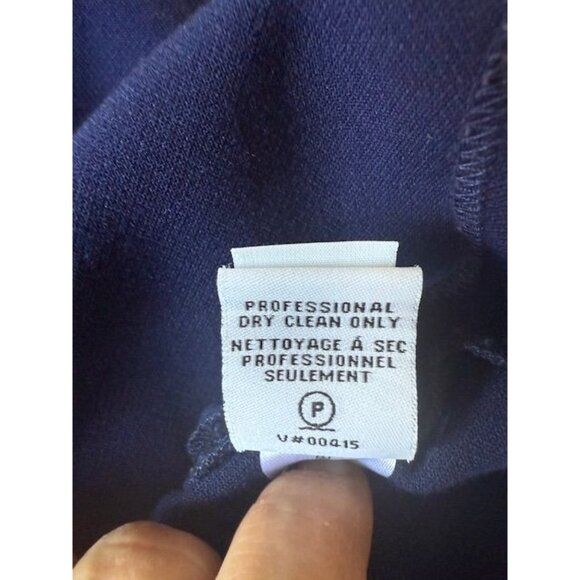 PROFESSIONAL
DRY CLEAN ONLY
NETTOYAGE Á SEC
PROFESSIONNEL
SEULEMENT
P
V#00415